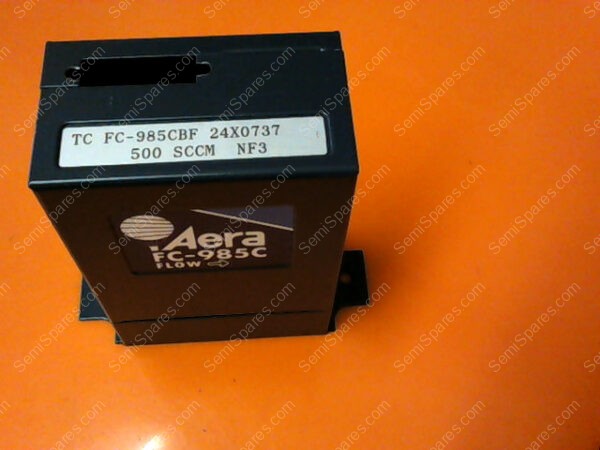 TC FC-985CBF 24X0737
500 SCCM NF3
Aera
FC-985C
FLOW →
SemiSpares.com